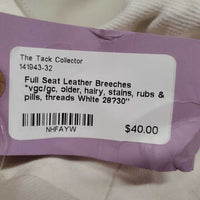 The Tack Collector
141943-32
Full Seat Leather Breeches
"vgc/gc, older, hairy, stains, rubs &
pills, threads White 28?30"
NHFAYW
$40.00